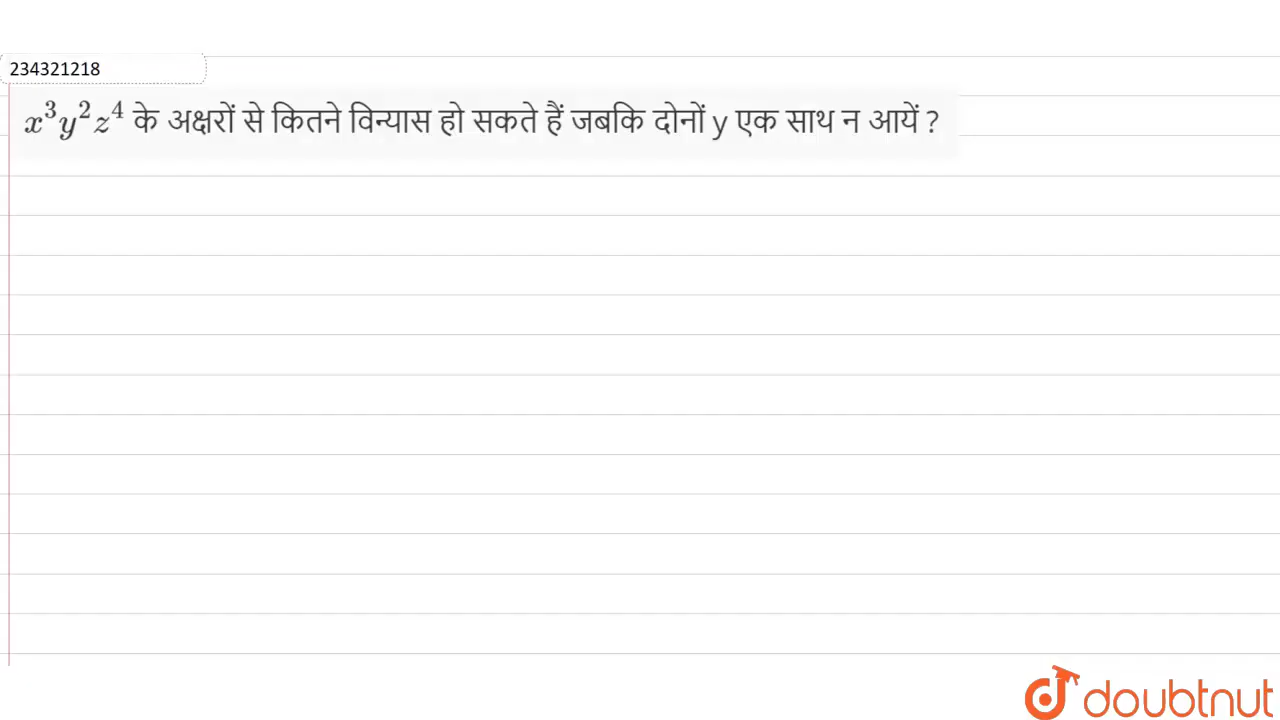 234321218
x³y²z⁴ के अक्षरों से कितने विन्यास हो सकते हैं जबकि दोनों y एक साथ न आयें ?
doubtnut